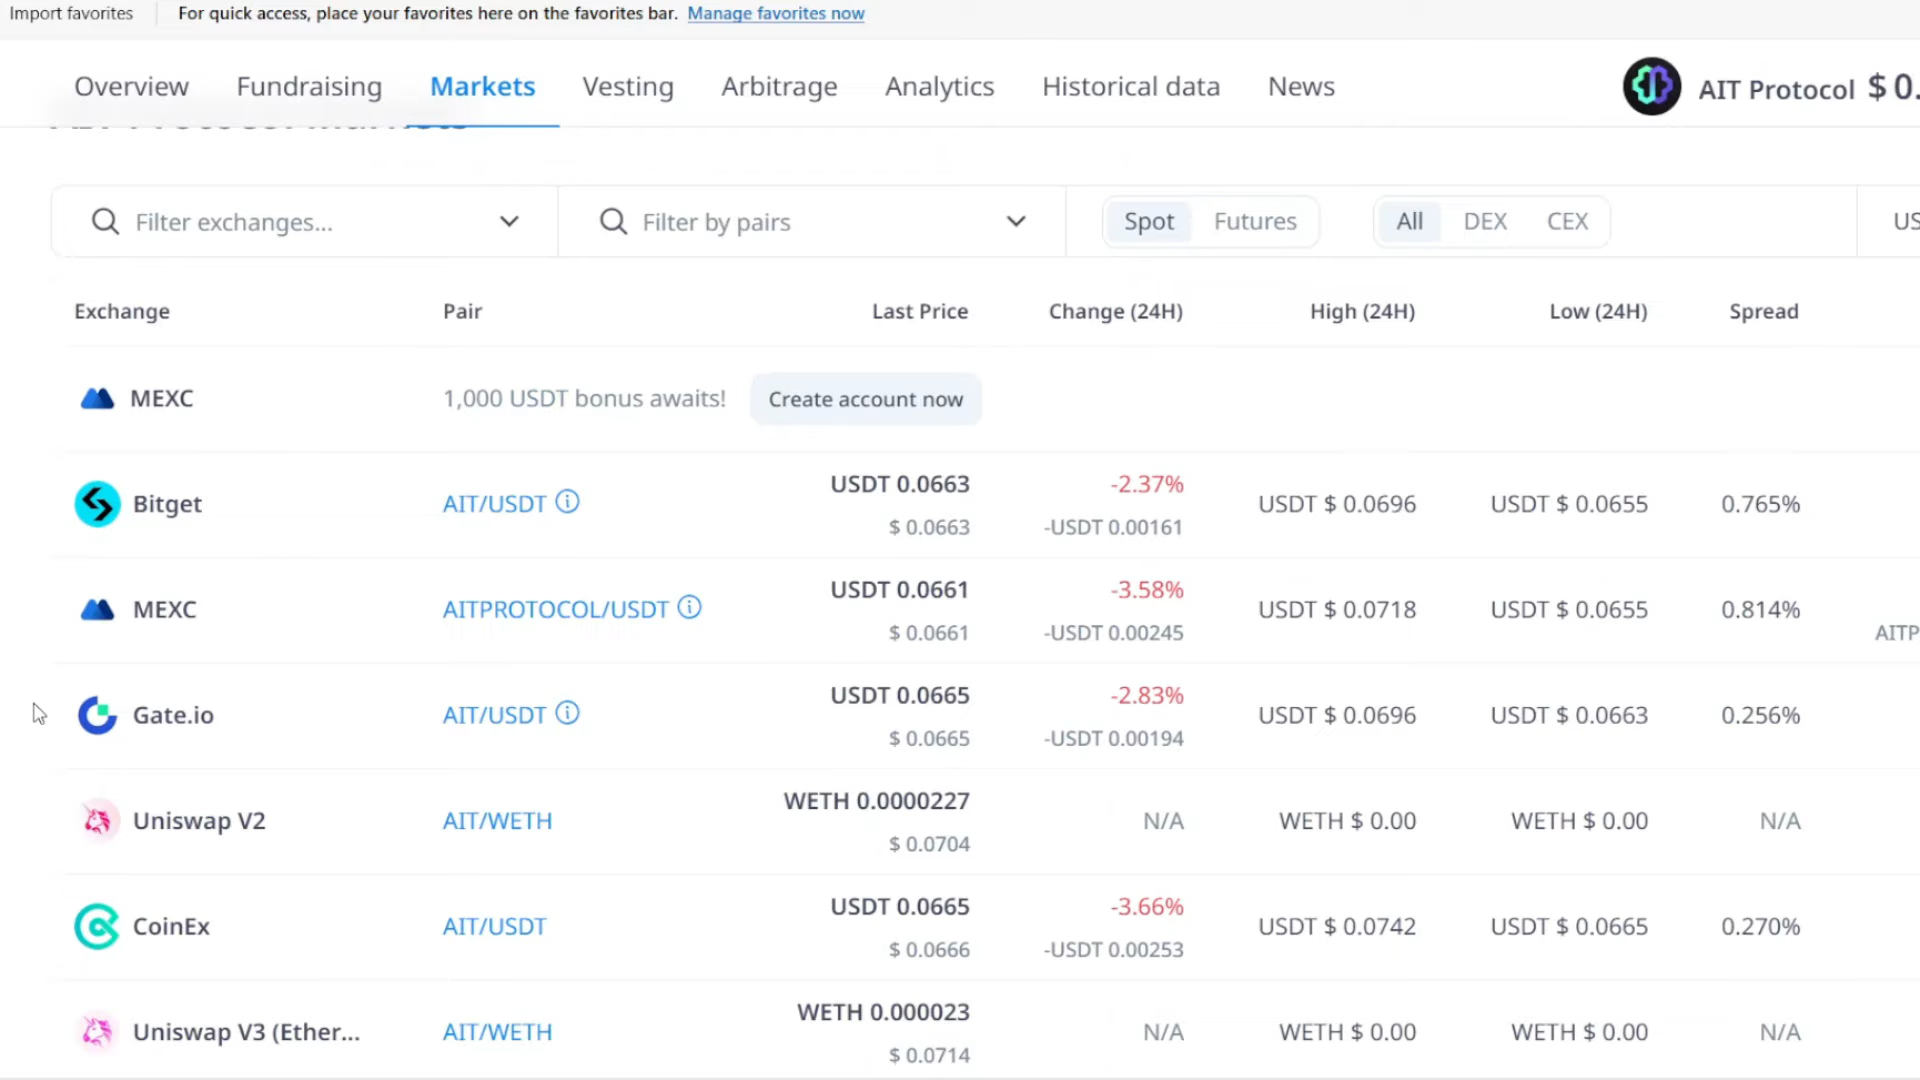 Import favorites For quick access, place your favorites here on the favorites bar. Manage favorites now
Overview Fundraising Markets Vesting Arbitrage Analytics Historical data News AIT Protocol $ 0.
Filter exchanges... Filter by pairs Spot Futures All DEX CEX US
Exchange Pair Last Price Change (24H) High (24H) Low (24H) Spread
MEXC 1,000 USDT bonus awaits! Create account now
Bitget AIT/USDT USDT 0.0663 -2.37% USDT $ 0.0696 USDT $ 0.0655 0.765%
$ 0.0663 -USDT 0.00161
MEXC AITPROTOCOL/USDT USDT 0.0661 -3.58% USDT $ 0.0718 USDT $ 0.0655 0.814%
$ 0.0661 -USDT 0.00245 AITP
Gate.io AIT/USDT USDT 0.0665 -2.83% USDT $ 0.0696 USDT $ 0.0663 0.256%
$ 0.0665 -USDT 0.00194
Uniswap V2 AIT/WETH WETH 0.0000227 N/A WETH $ 0.00 WETH $ 0.00 N/A
$ 0.0704
CoinEx AIT/USDT USDT 0.0665 -3.66% USDT $ 0.0742 USDT $ 0.0665 0.270%
$ 0.0666 -USDT 0.00253
Uniswap V3 (Ether... AIT/WETH WETH 0.000023 N/A WETH $ 0.00 WETH $ 0.00 N/A
$ 0.0714